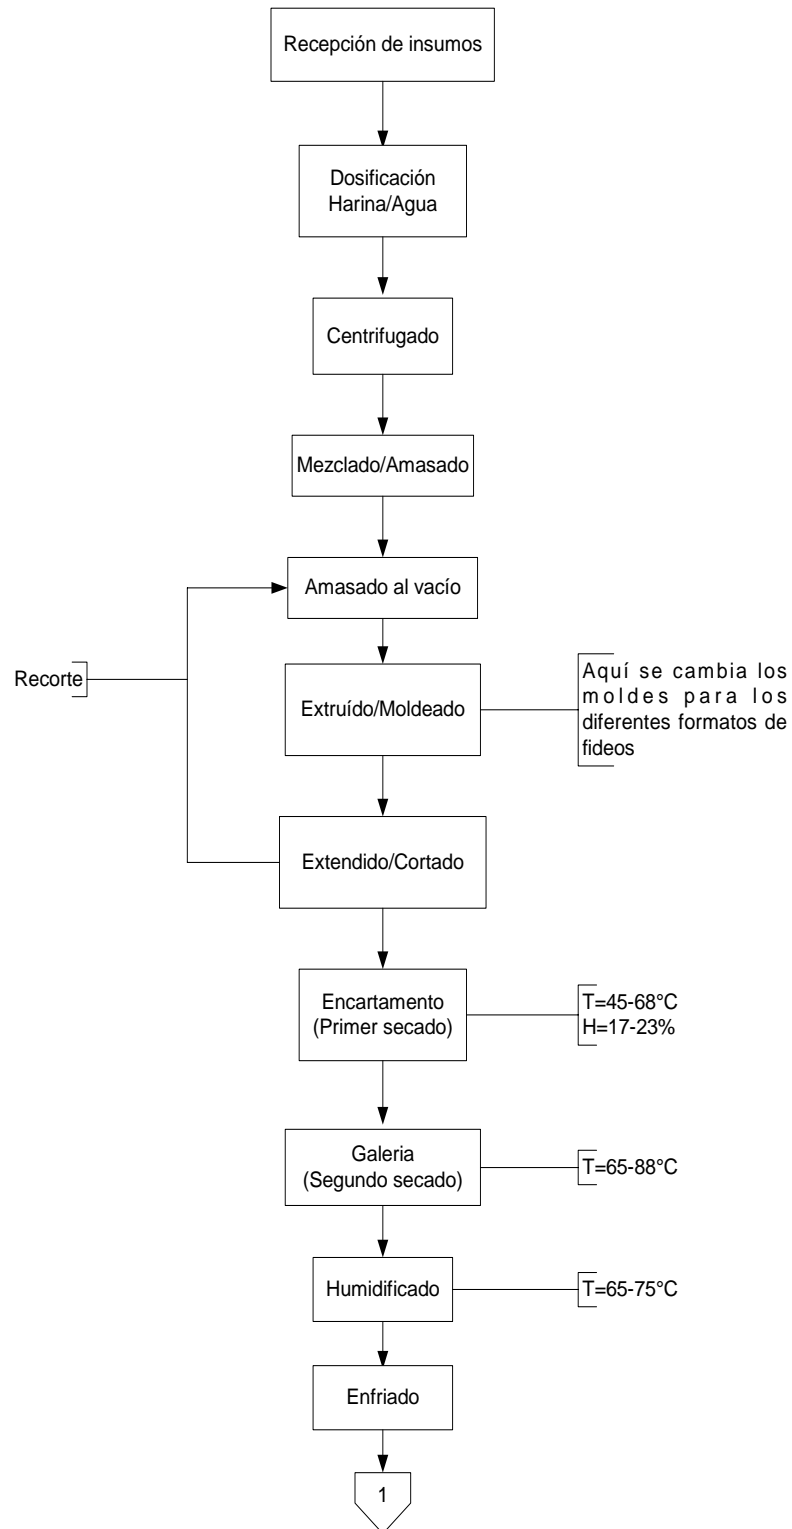 Recepción de insumos
Dosificación
Harina/Agua
Centrifugado
Mezclado/Amasado
Amasado al vacío
Recorte
Extruído/Moldeado
Aquí se cambia los
moldes para los
diferentes formatos de
fideos
Extendido/Cortado
Encartamento
(Primer secado)
T=45-68°C
H=17-23%
Galeria
(Segundo secado)
T=65-88°C
Humidificado
T=65-75°C
Enfriado
1